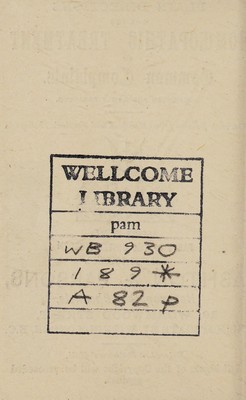 WELLCOME
LIBRARY
pam
WB 930
189*
A 82 p